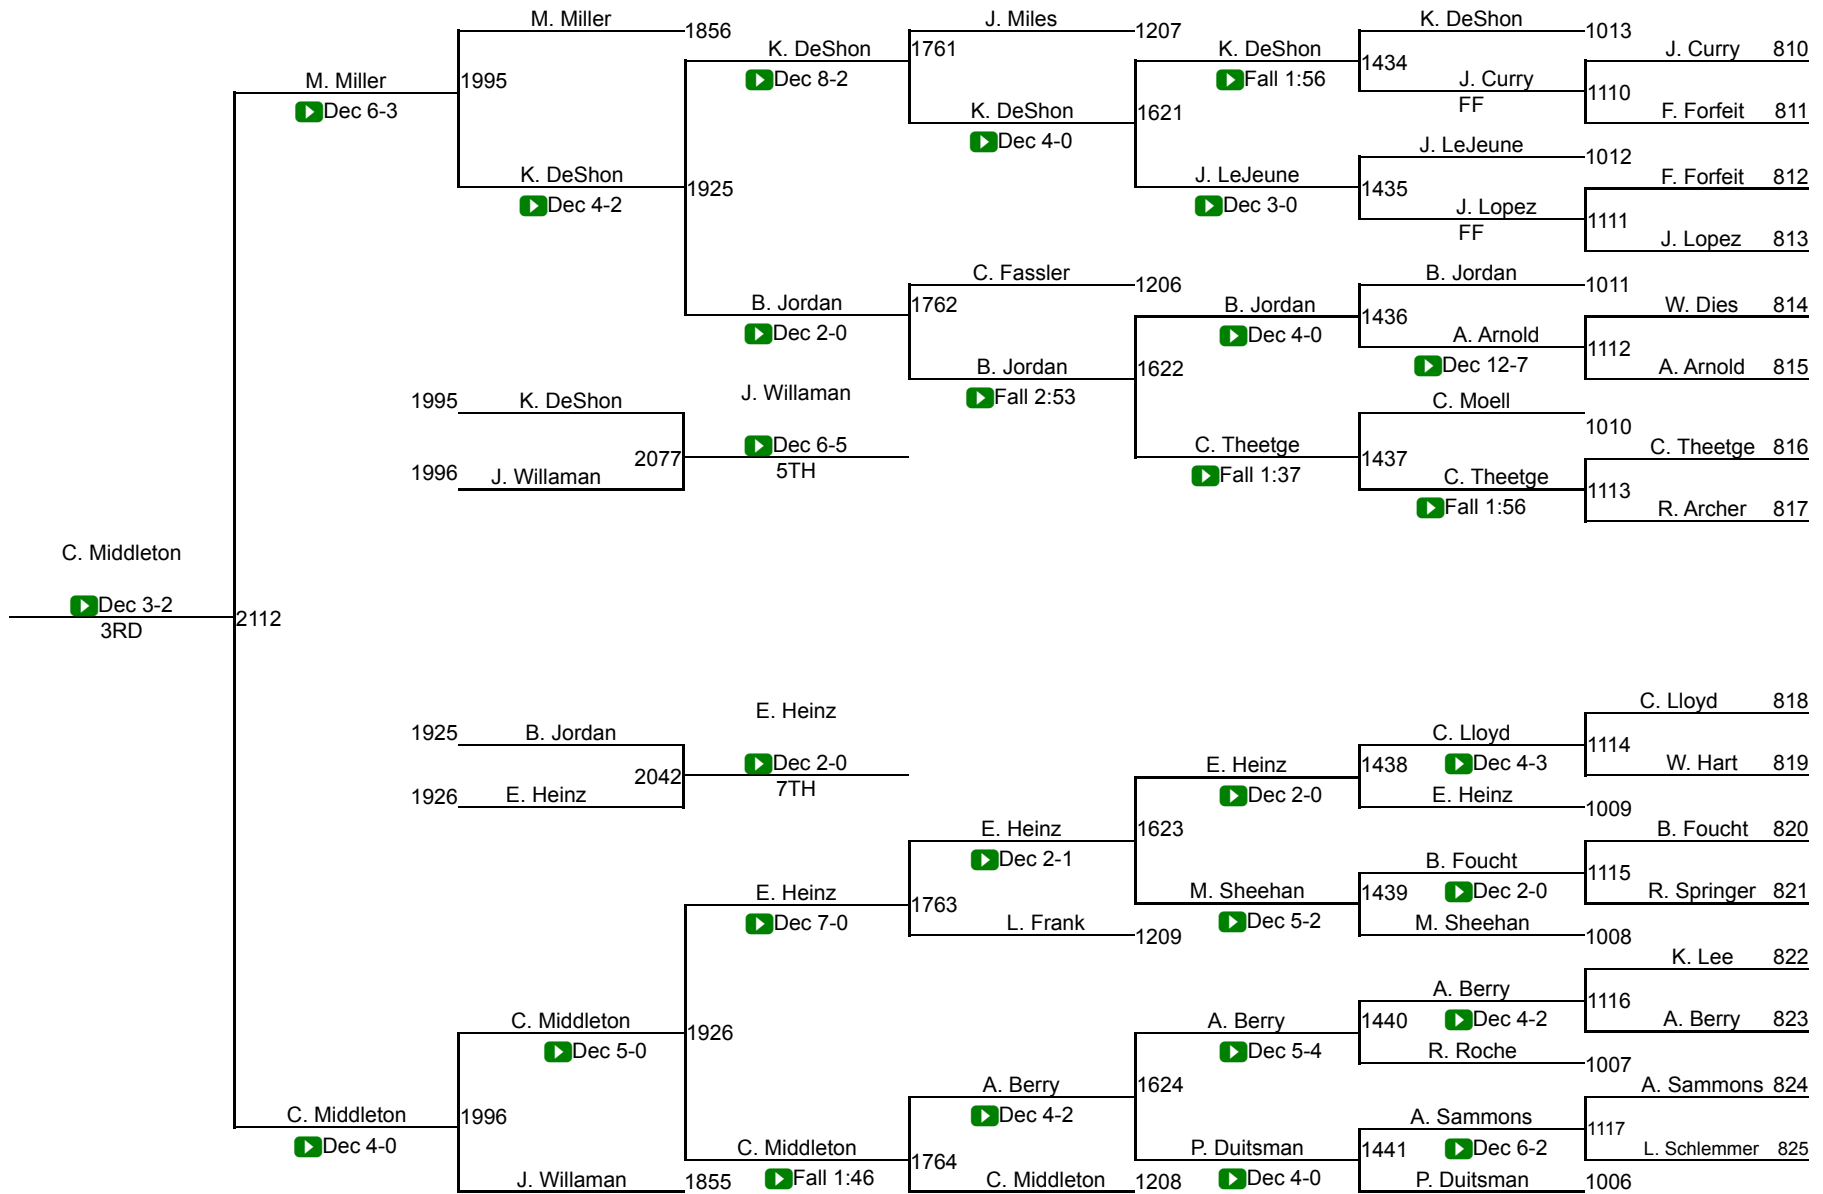 M. Miller
1856
J. Miles
1207
K. DeShon
1013
K. DeShon
1761
K. DeShon
J. Curry 810
M. Miller
1995
Dec 8-2
Fall 1:56
1434
J. Curry
1110
Dec 6-3
K. DeShon
1621
FF
F. Forfeit 811
Dec 4-0
J. LeJeune
1012
K. DeShon
1925
J. LeJeune
1435
F. Forfeit 812
Dec 4-2
Dec 3-0
J. Lopez
1111
FF
J. Lopez 813
C. Fassler
1206
B. Jordan
1011
B. Jordan
1762
B. Jordan
1436
W. Dies 814
Dec 2-0
Dec 4-0
A. Arnold
1112
B. Jordan
1622
Dec 12-7
A. Arnold 815
1995 K. DeShon
J. Willaman
Fall 2:53
C. Moell
1010
2077
Dec 6-5
C. Theetge
1437
C. Theetge 816
1996 J. Willaman
5TH
Fall 1:37
C. Theetge
1113
Fall 1:56
R. Archer 817
C. Middleton
Dec 3-2
2112
3RD
C. Lloyd 818
1925 B. Jordan
E. Heinz
C. Lloyd
1114
2042
Dec 2-0
E. Heinz
1438
Dec 4-3
W. Hart 819
1926 E. Heinz
7TH
Dec 2-0
E. Heinz
1009
E. Heinz
1623
B. Foucht 820
Dec 2-1
B. Foucht
1115
E. Heinz
1763
M. Sheehan
1439
Dec 2-0
R. Springer 821
Dec 7-0
L. Frank
1209
Dec 5-2
M. Sheehan
1008
K. Lee 822
C. Middleton
1926
A. Berry
1440
A. Berry
1116
Dec 5-0
Dec 5-4
Dec 4-2
A. Berry 823
R. Roche
1007
A. Berry
1624
A. Sammons 824
C. Middleton
1996
Dec 4-2
A. Sammons
1117
Dec 4-0
C. Middleton
1764
P. Duitsman
1441
Dec 6-2
L. Schlemmer 825
J. Willaman
1855
Fall 1:46
C. Middleton
1208
Dec 4-0
P. Duitsman
1006